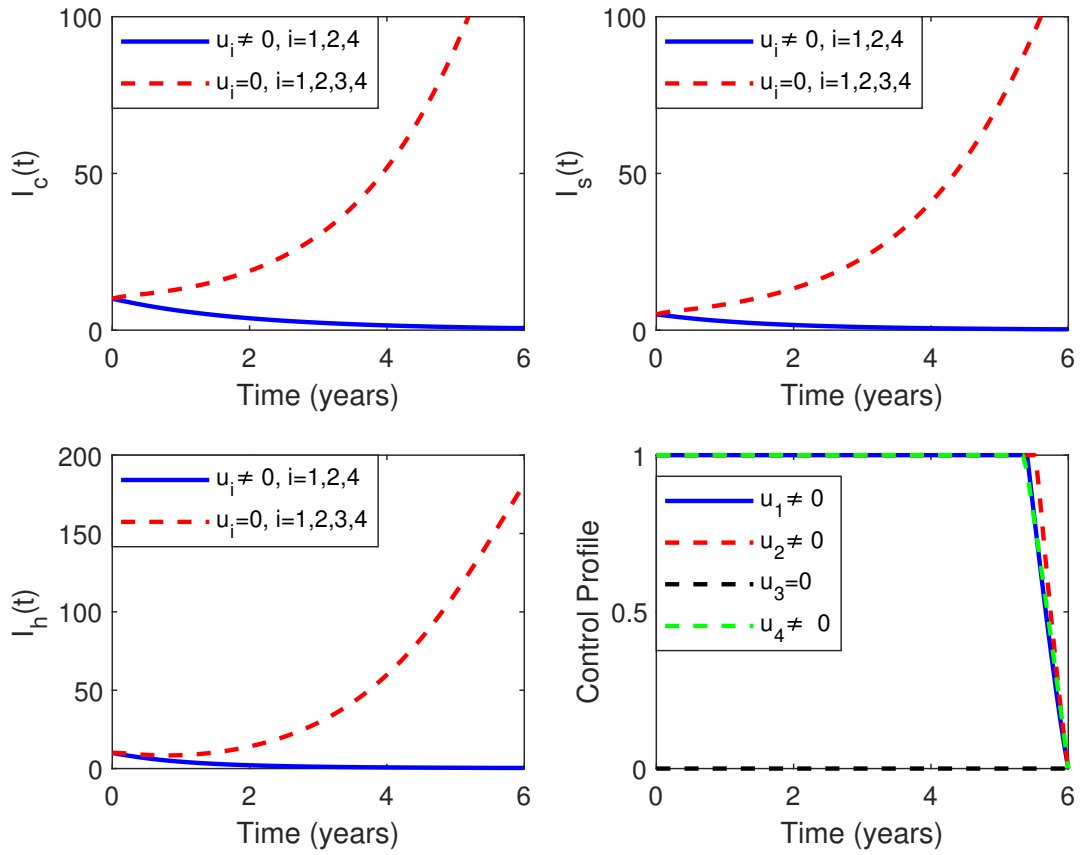 100
50
0
I_c(t)
u_i ≠ 0, i=1,2,4
u_i=0, i=1,2,3,4
0 2 4 6
Time (years)
100
50
0
I_s(t)
u_i ≠ 0, i=1,2,4
u_i=0, i=1,2,3,4
0 2 4 6
Time (years)
200
150
100
50
0
I_h(t)
u_i ≠ 0, i=1,2,4
u_i=0, i=1,2,3,4
0 2 4 6
Time (years)
1
0.5
0
Control Profile
u_1 ≠ 0
u_2 ≠ 0
u_3=0
u_4 ≠ 0
0 2 4 6
Time (years)